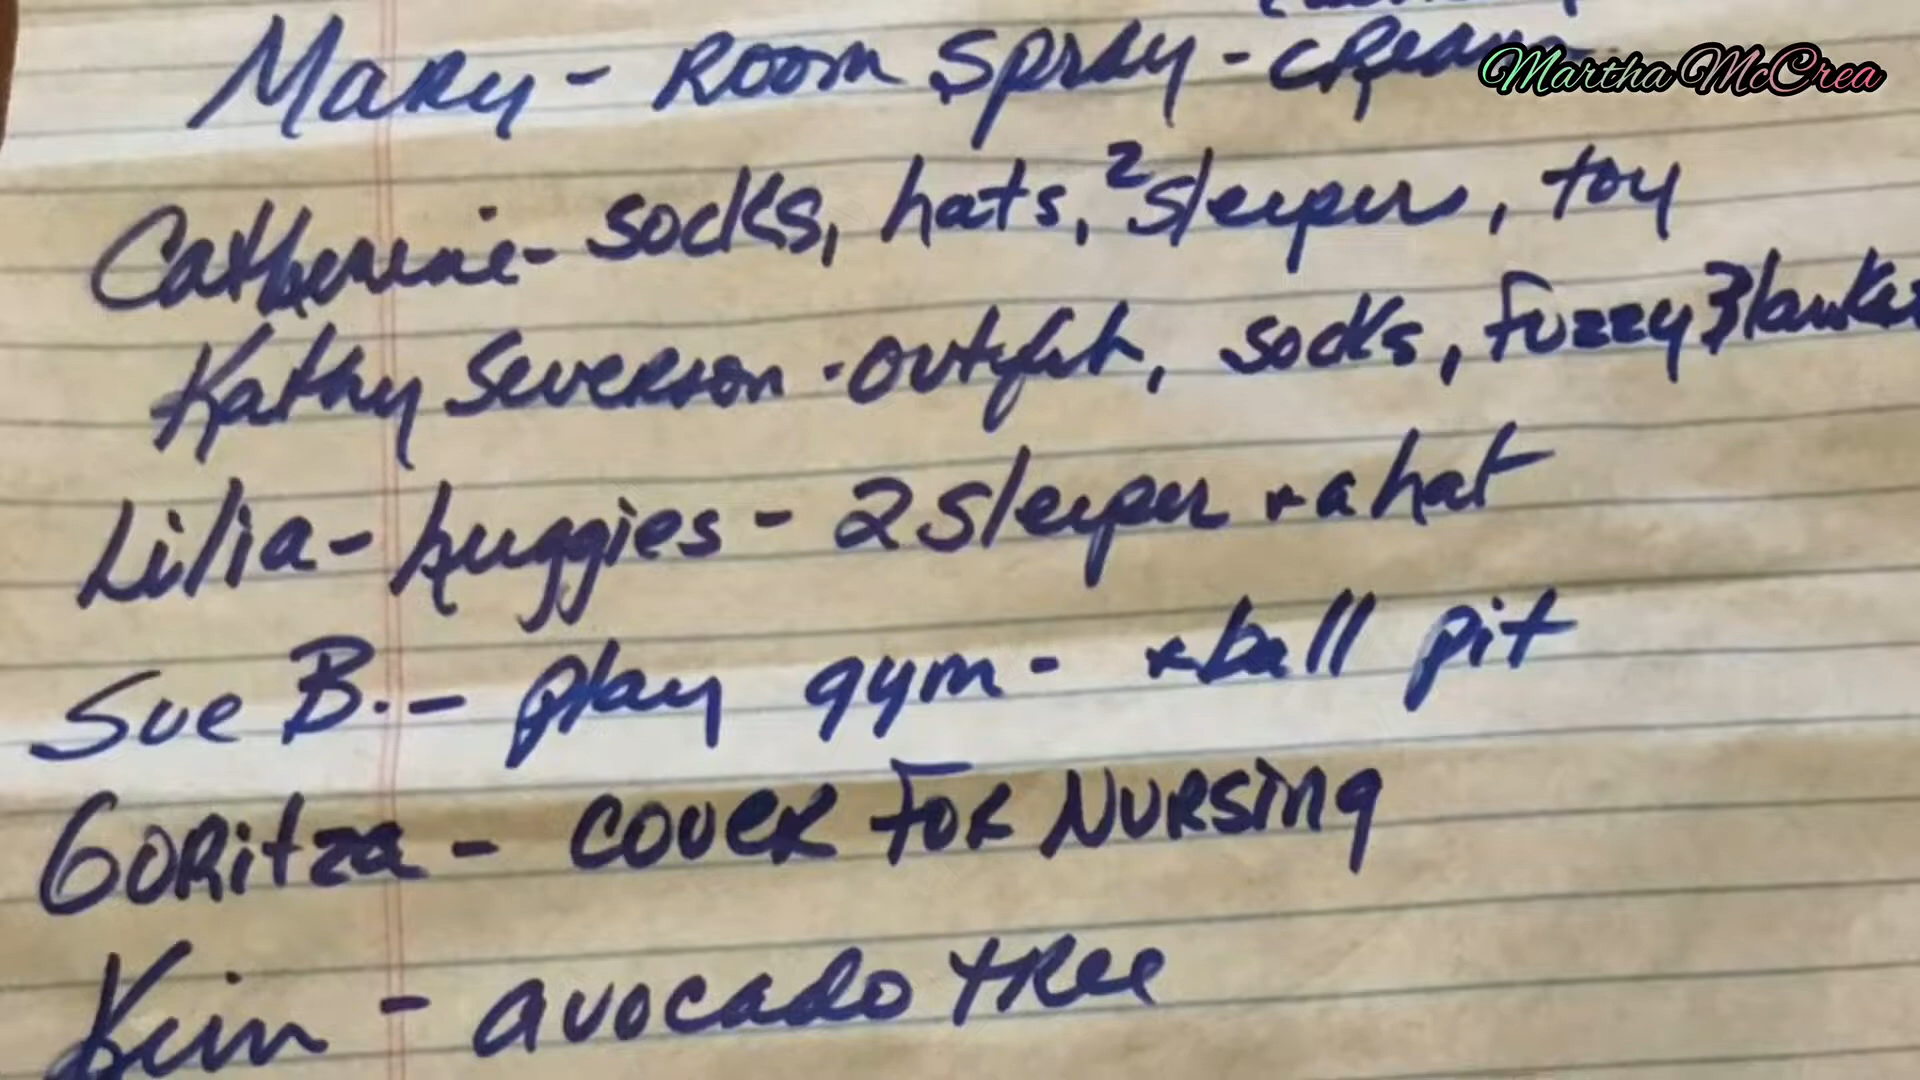 Mary - Room Spray - cream
Martha McCrea
Catherine - socks, hats, 2 sleepers, toy
Kathy Severson - outfit, socks, fuzzy Blanket
Lilia - huggies - 2 sleeper + a hat
Sue B. - play gym - + ball pit
Goritza - cover for Nursing
Kim - avocado tree